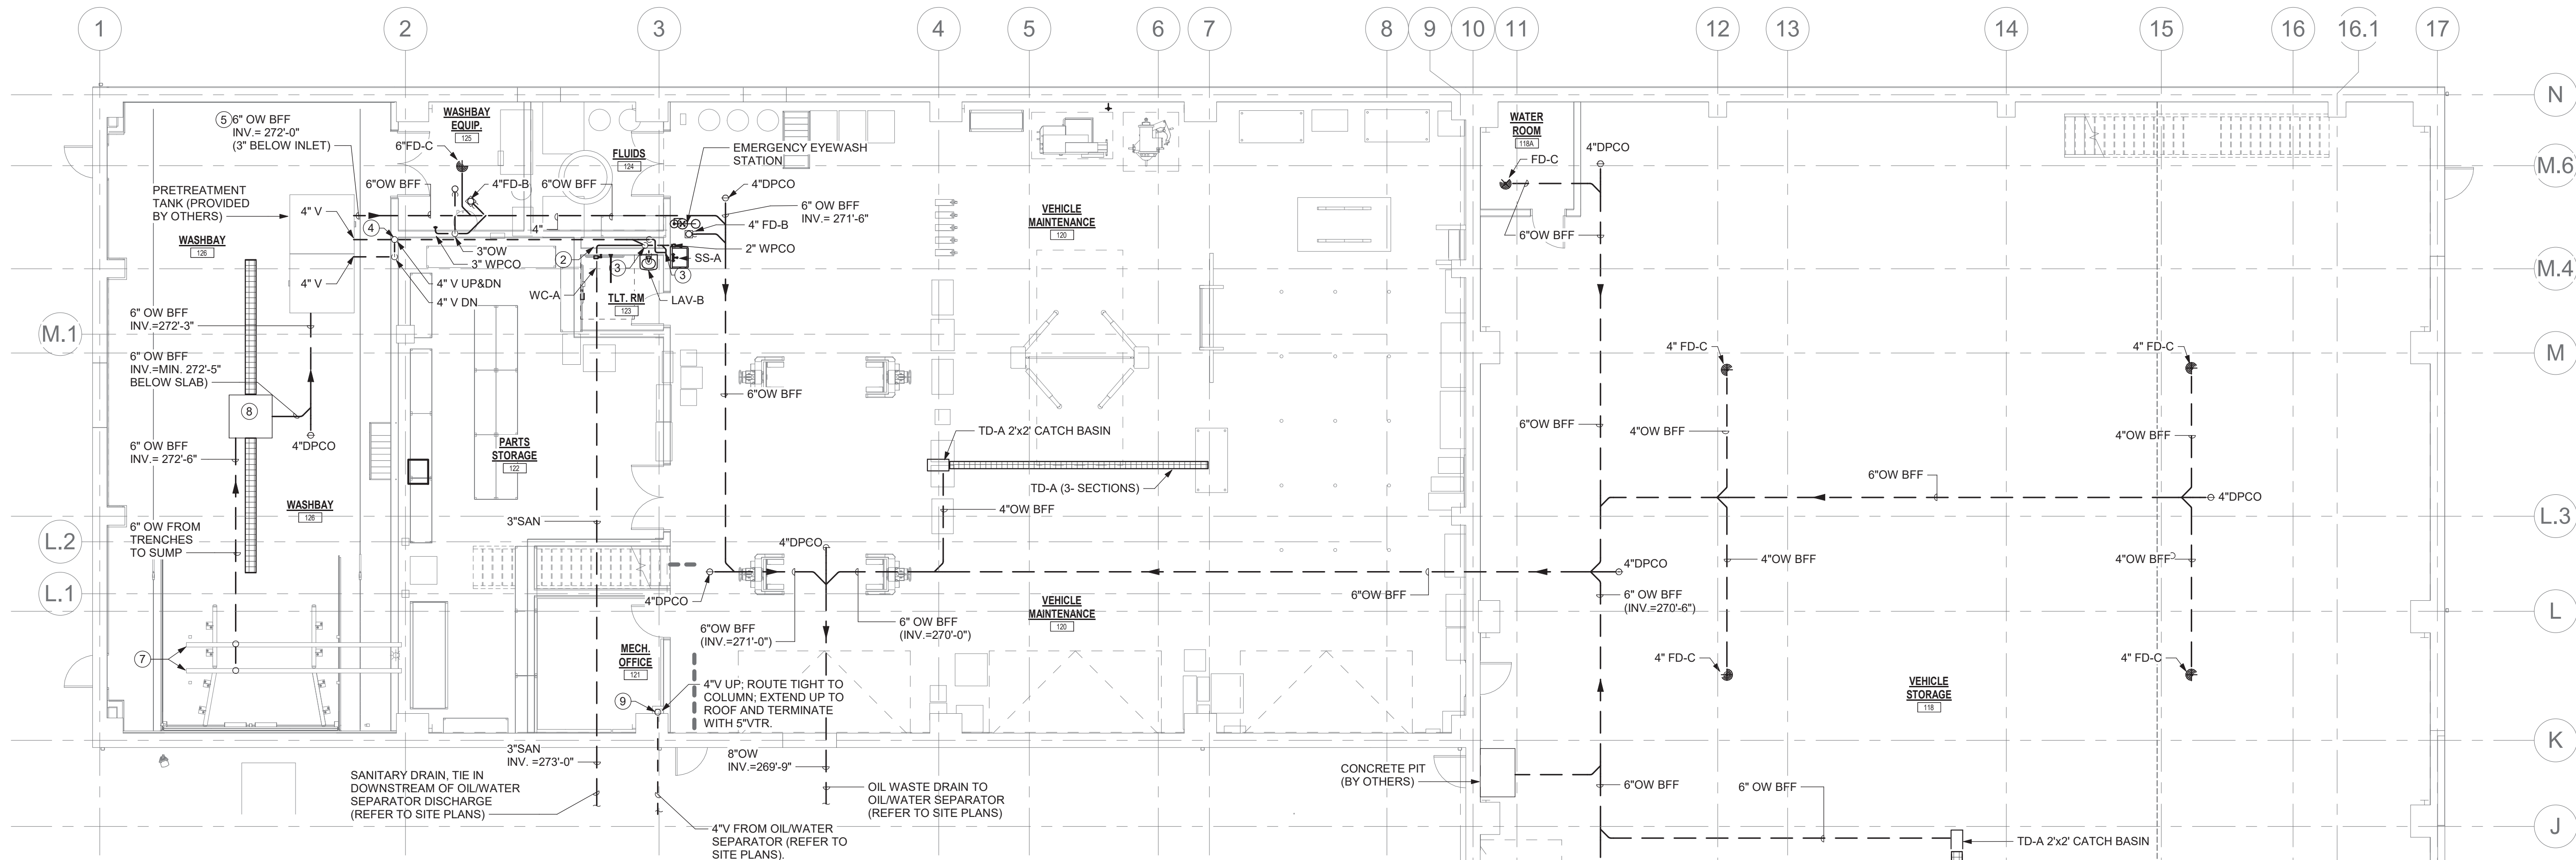 1
2
3
4
5
6
7
8
9
10
11
12
13
14
15
16
16.1
17
N
M.6
M.4
M
L.3
L
K
J
M.1
L.2
L.1
5
6" OW BFF
INV.= 272'-0"
(3" BELOW INLET)
WASHBAY
EQUIP.
125
6"FD-C
FLUIDS
124
EMERGENCY EYEWASH
STATION
PRETREATMENT
TANK (PROVIDED
BY OTHERS)
6"OW BFF
4"FD-B
6"OW BFF
4"DPCO
6" OW BFF
INV.= 271'-6"
4" FD-B
2" WPCO
4" V
4
4"
WASHBAY
126
3"OW
3" WPCO
2
3
SS-A
3
4" V
4" V UP&DN
4" V DN
WC-A
TLT. RM
123
LAV-B
6" OW BFF
INV.=272'-3"
6" OW BFF
INV.=MIN. 272'-5"
BELOW SLAB)
8
6" OW BFF
INV.= 272'-6"
4"DPCO
WASHBAY
126
6" OW FROM
TRENCHES
TO SUMP
7
PARTS
STORAGE
122
3"SAN
VEHICLE
MAINTENANCE
120
6"OW BFF
TD-A 2'x2' CATCH BASIN
TD-A (3- SECTIONS)
4"OW BFF
4"DPCO
4"DPCO
6"OW BFF
(INV.=271'-0")
6" OW BFF
(INV.=270'-0")
VEHICLE
MAINTENANCE
120
6"OW BFF
MECH.
OFFICE
121
9
4"V UP; ROUTE TIGHT TO
COLUMN; EXTEND UP TO
ROOF AND TERMINATE
WITH 5"VTR.
3"SAN
INV. =273'-0"
8"OW
INV.=269'-9"
SANITARY DRAIN, TIE IN
DOWNSTREAM OF OIL/WATER
SEPARATOR DISCHARGE
(REFER TO SITE PLANS)
OIL WASTE DRAIN TO
OIL/WATER SEPARATOR
(REFER TO SITE PLANS)
4"V FROM OIL/WATER
SEPARATOR (REFER TO
SITE PLANS).
WATER
ROOM
118A
FD-C
4"DPCO
6"OW BFF
4" FD-C
4" FD-C
6"OW BFF
4"OW BFF
4"OW BFF
6"OW BFF
4"DPCO
4"OW BFF
4"OW BFF
4"DPCO
6" OW BFF
(INV.=270'-6")
4" FD-C
4" FD-C
VEHICLE
STORAGE
118
CONCRETE PIT
(BY OTHERS)
6"OW BFF
6" OW BFF
TD-A 2'x2' CATCH BASIN